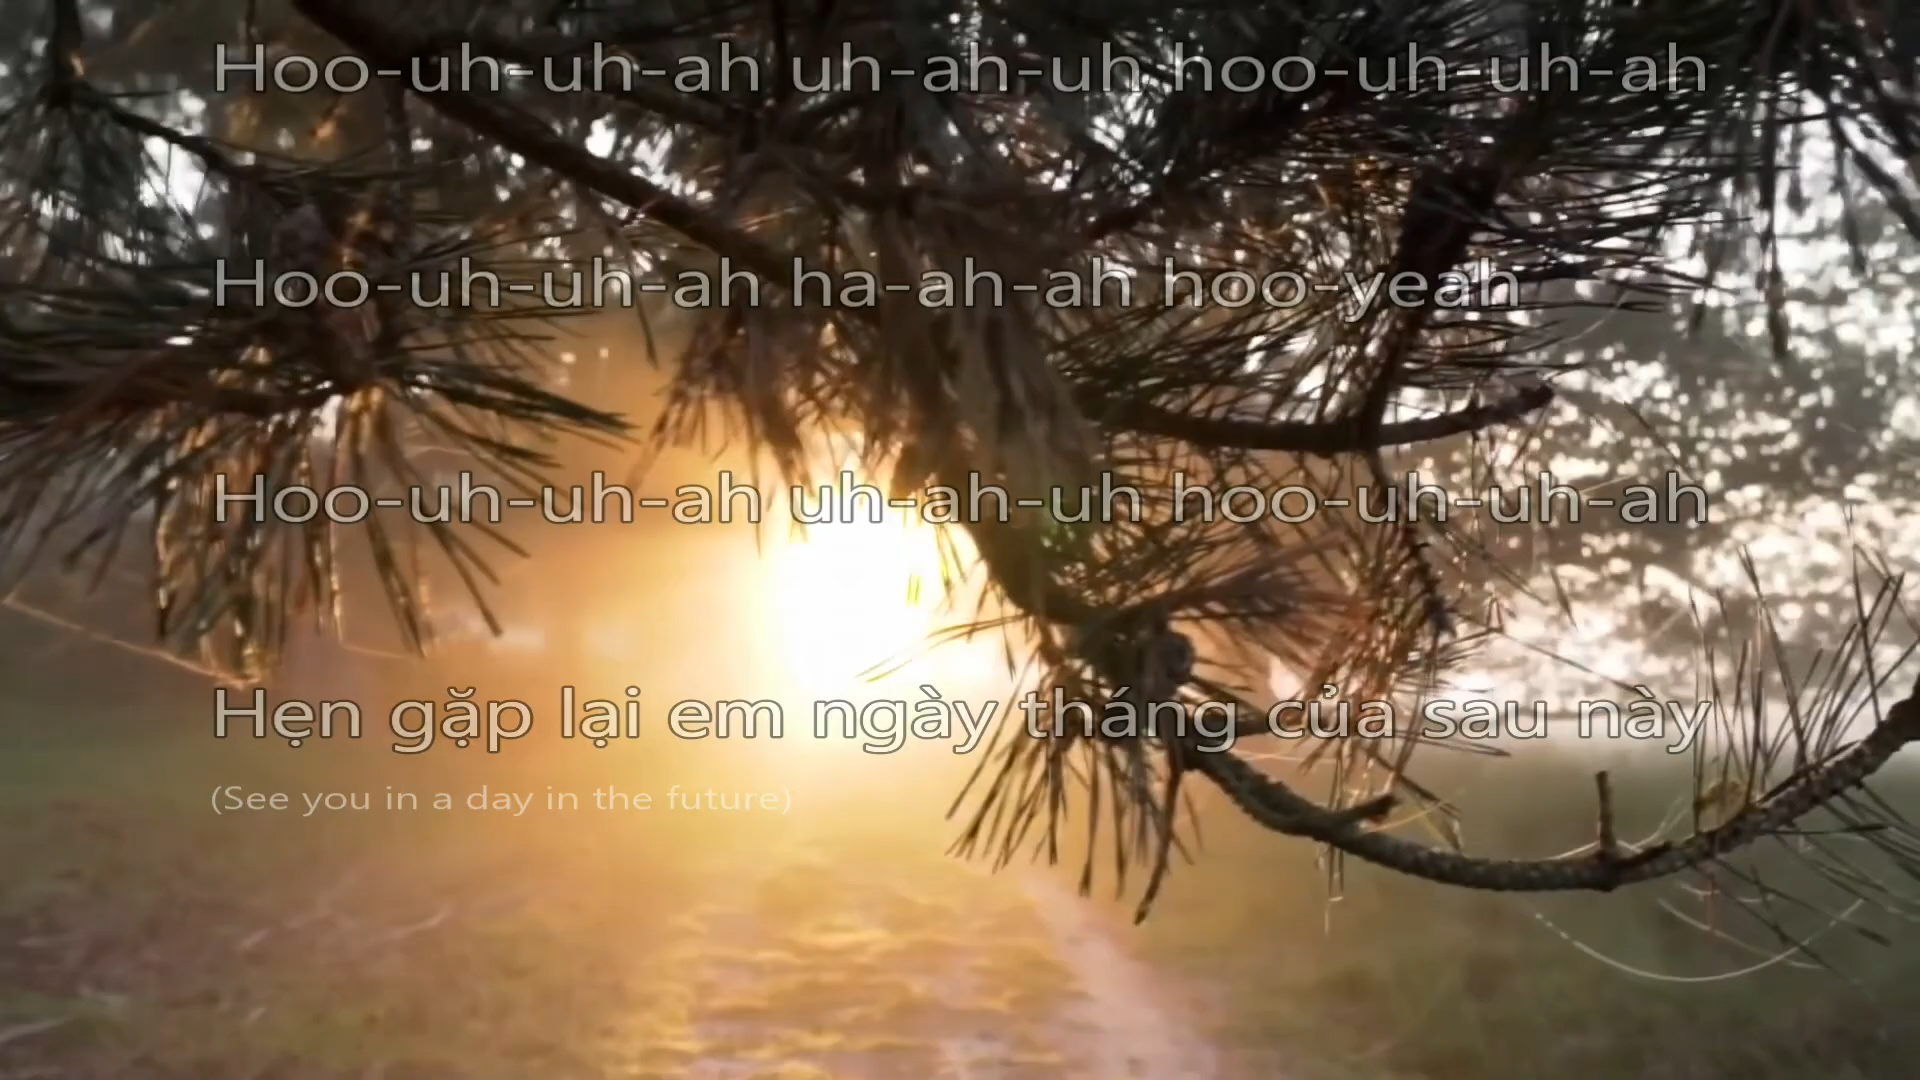 Hoo-uh-uh-ah uh-ah-uh hoo-uh-uh-ah
Hoo-uh-uh-ah ha-ah-ah hoo-yeah
Hoo-uh-uh-ah uh-ah-uh hoo-uh-uh-ah
Hẹn gặp lại em ngày tháng của sau này
(See you in a day in the future)